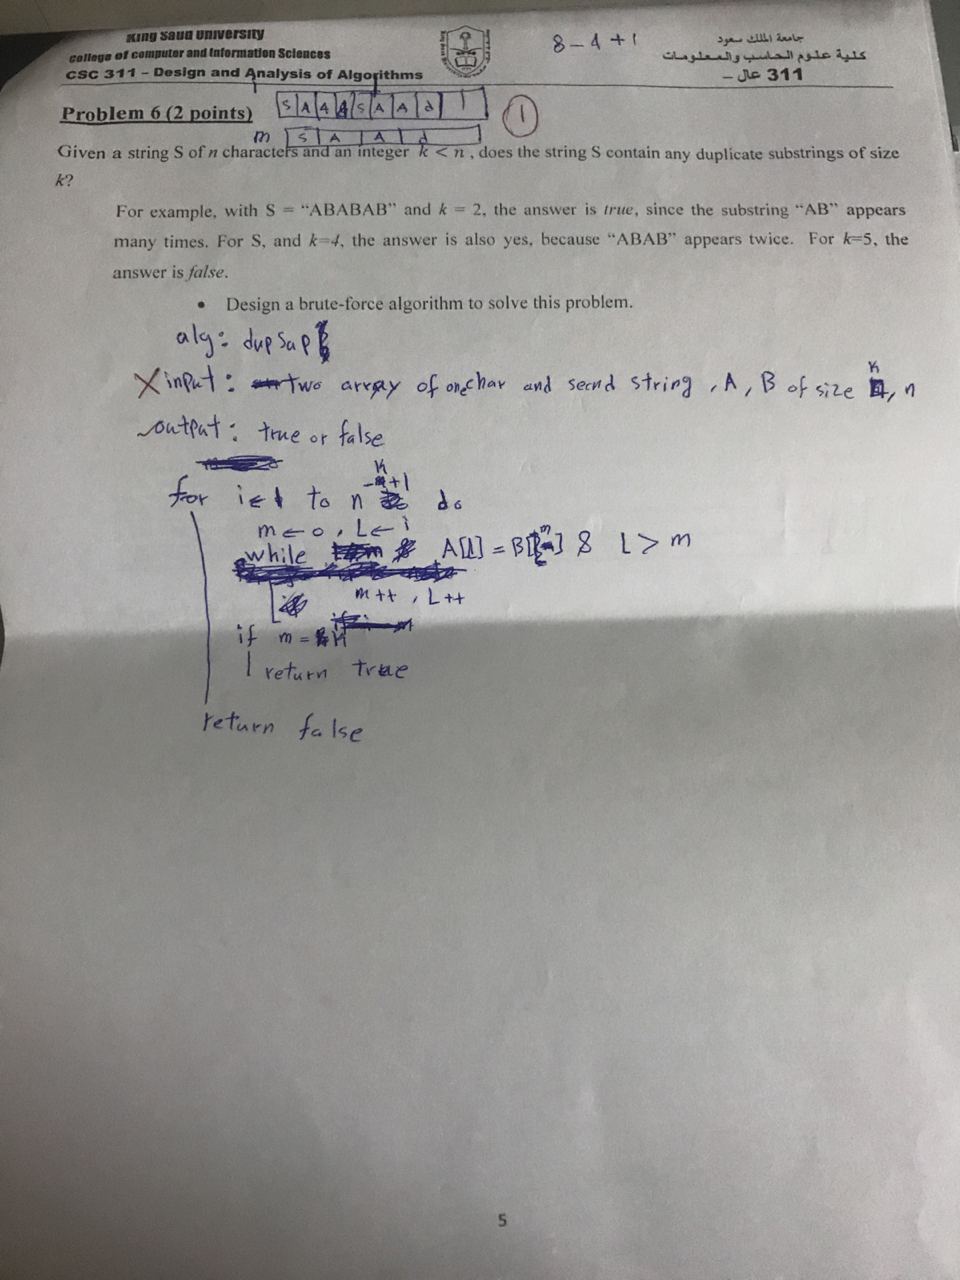 King Saud University
College of computer and Information Sciences
CSC 311 – Design and Analysis of Algorithms
8 - 4 + 1
جامعة الملك سعود
كلية علوم الحاسب والمعلومات
311 عال –
Problem 6 (2 points)
S A A A S A A d
1
m S A A d
Given a string S of n characters and an integer k < n , does the string S contain any duplicate substrings of size
k?
For example, with S = “ABABAB” and k = 2, the answer is true, since the substring “AB” appears
many times. For S, and k=4, the answer is also yes, because “ABAB” appears twice. For k=5, the
answer is false.
• Design a brute-force algorithm to solve this problem.
alg: dupSap
input: two array of one char and secnd string , A , B of size K , n
output: true or false
for i ← 1 to n -K+1 do
m ← 0 , L ← i
while A[L] = B[m] & L > m
m++ , L++
if m = K
return true
return false
5